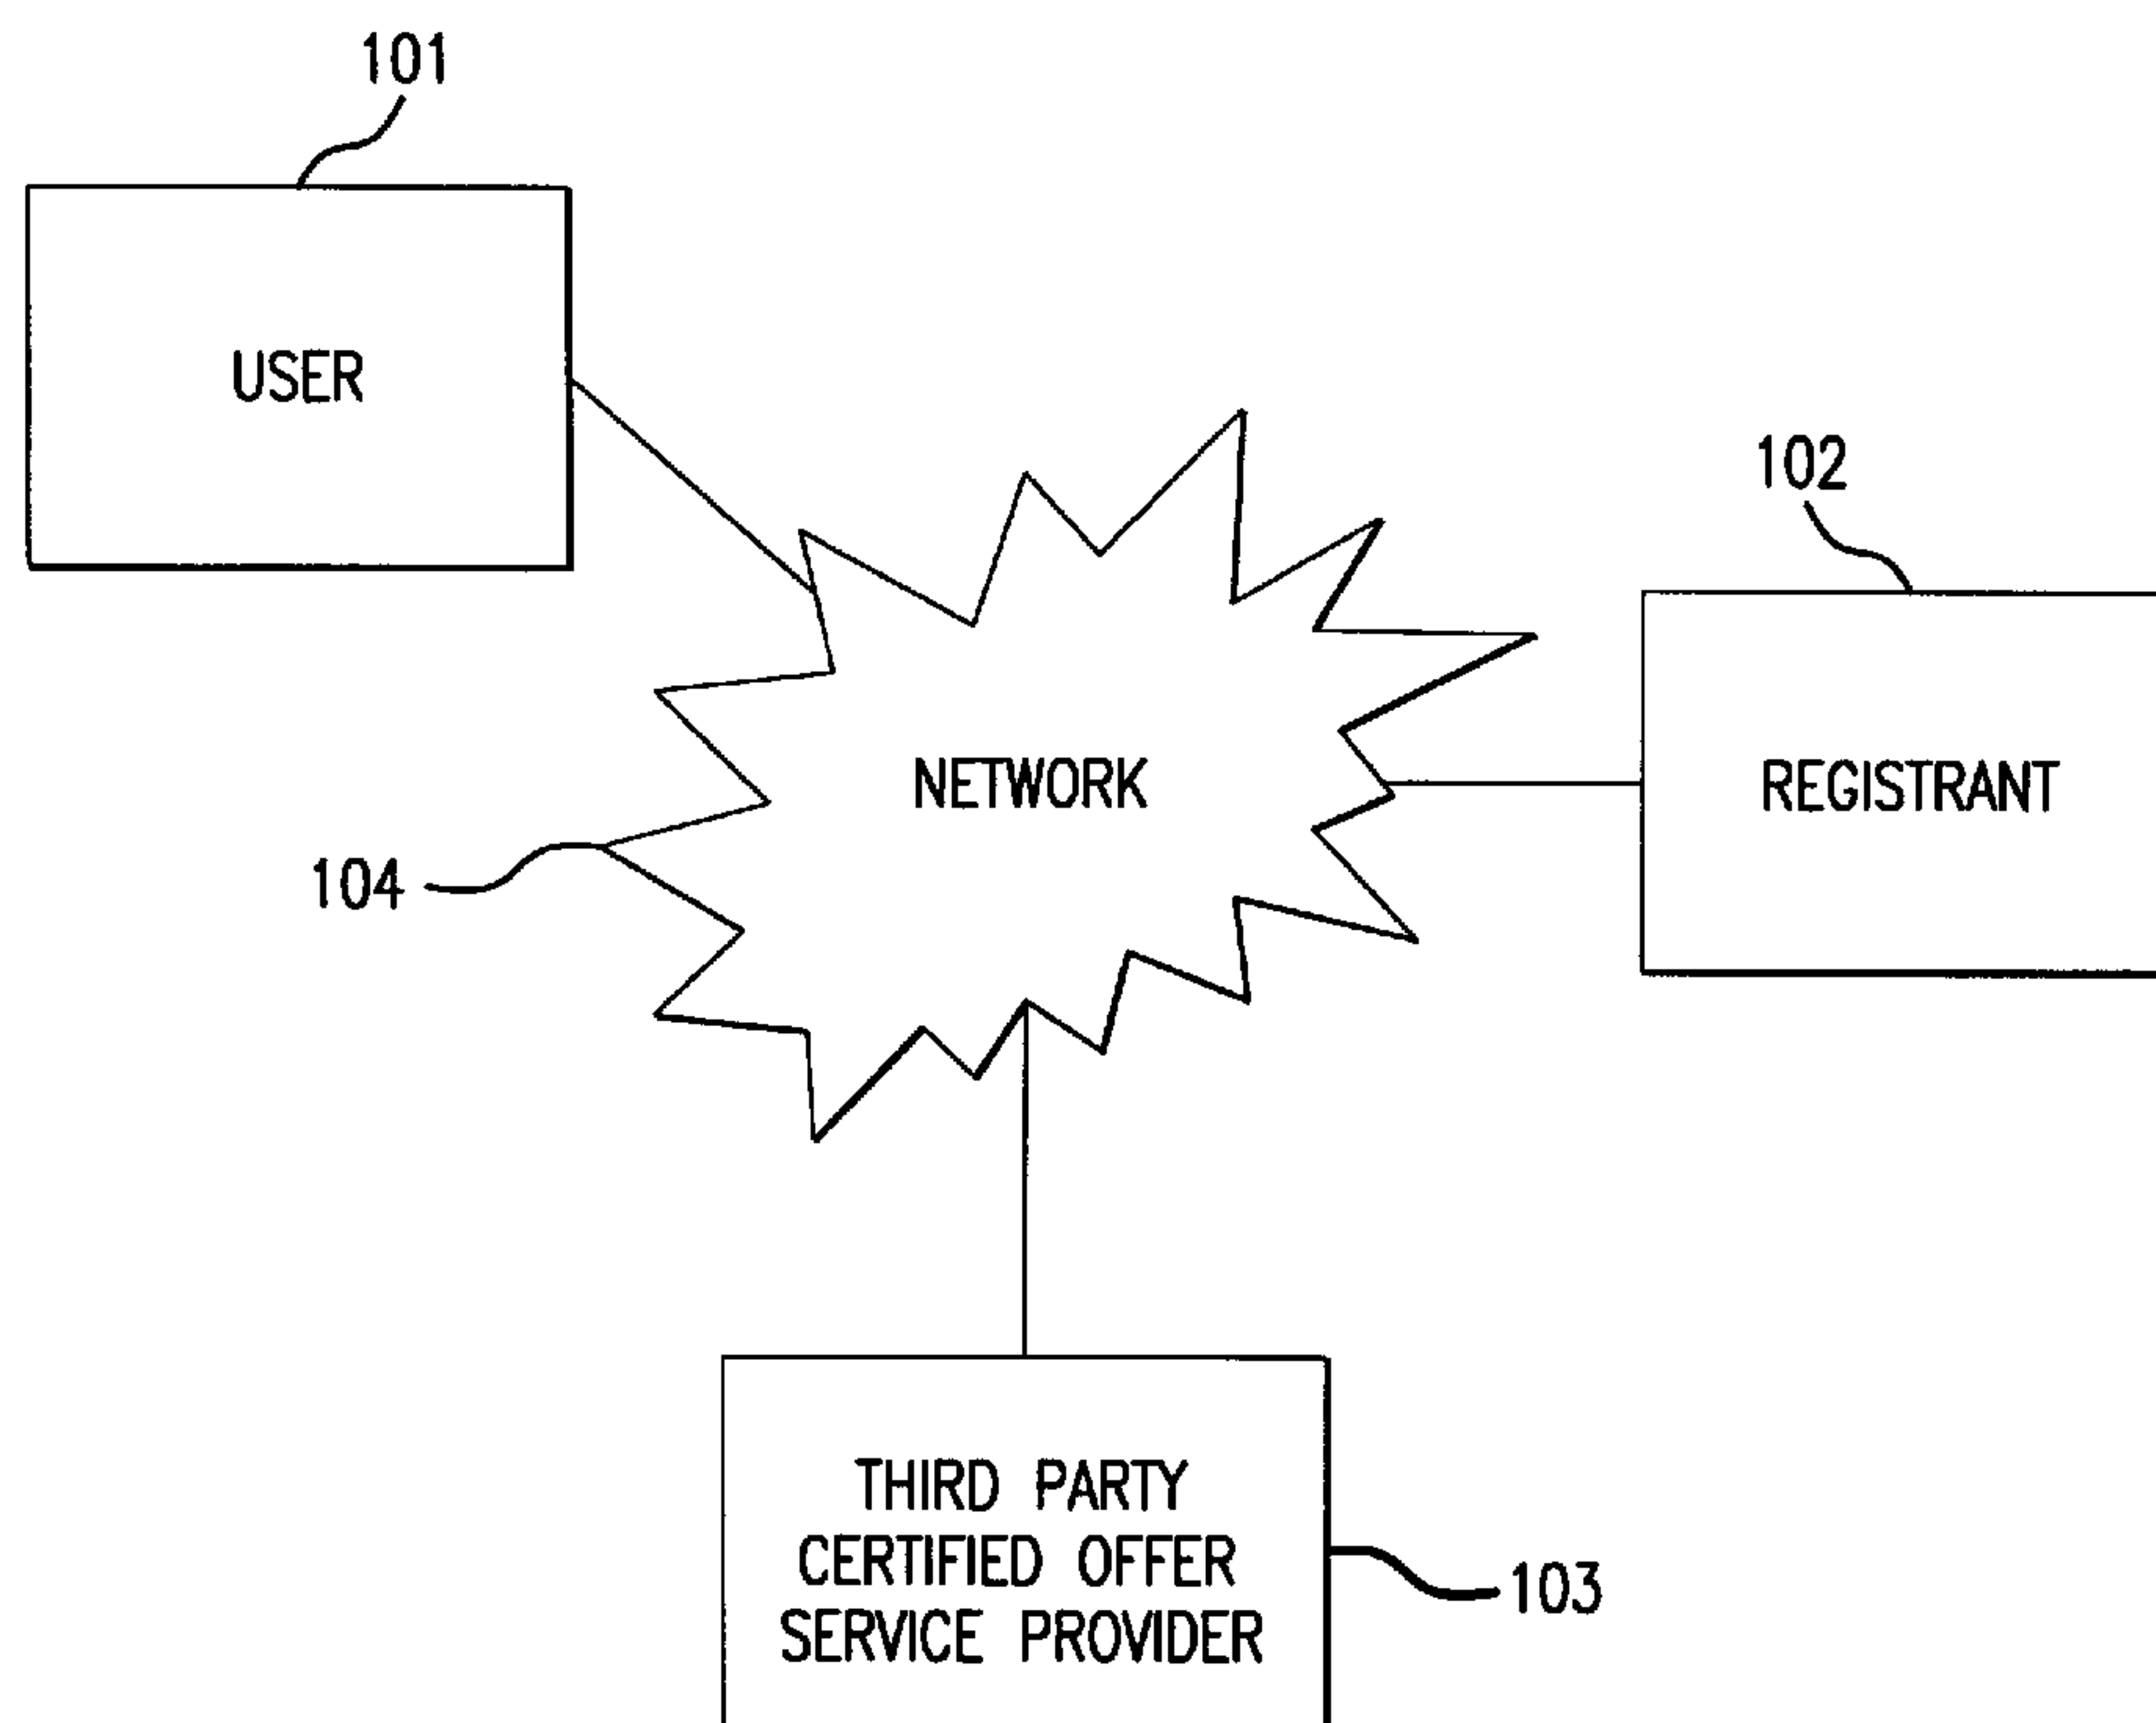 101
USER
102
NETWORK
REGISTRANT
104
THIRD PARTY
CERTIFIED OFFER
SERVICE PROVIDER
103